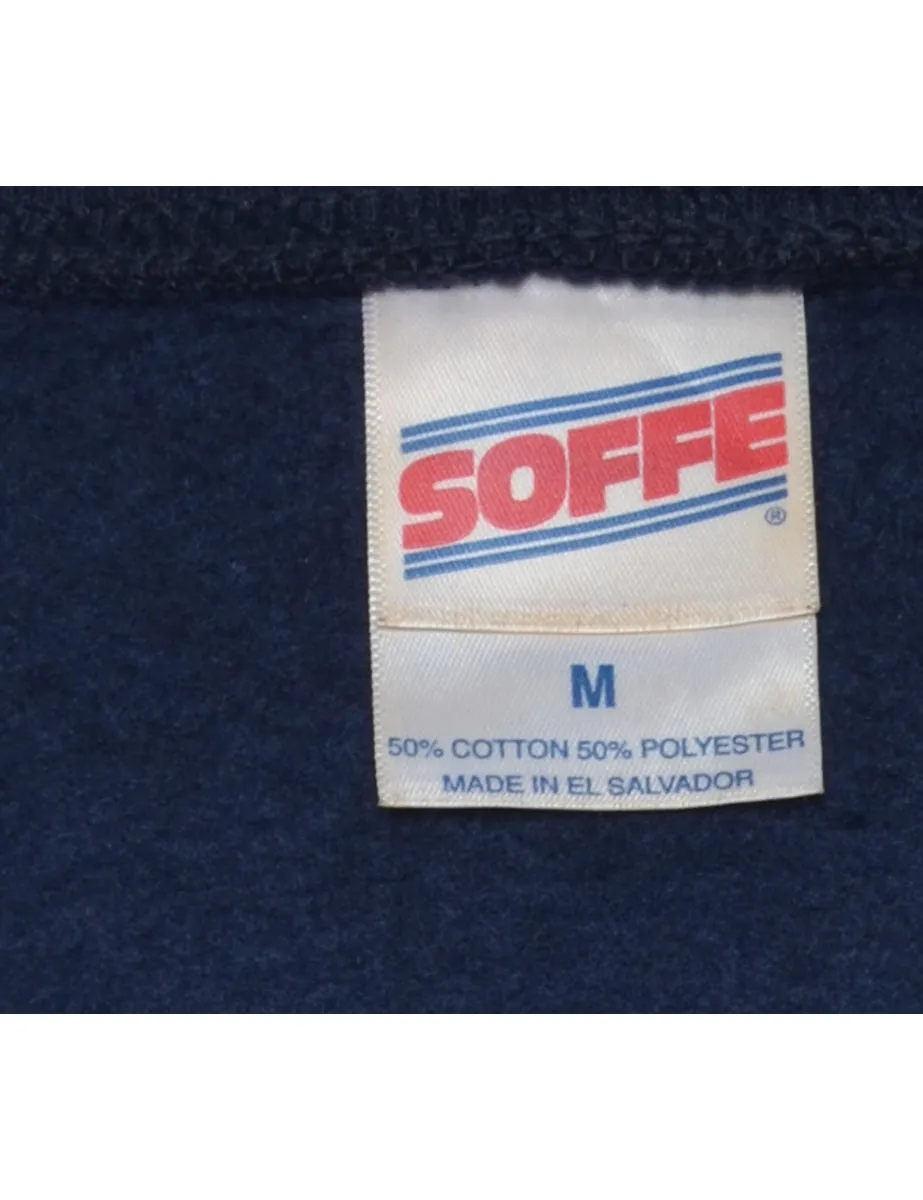 SOFFE
®
M
50% COTTON 50% POLYESTER
MADE IN EL SALVADOR